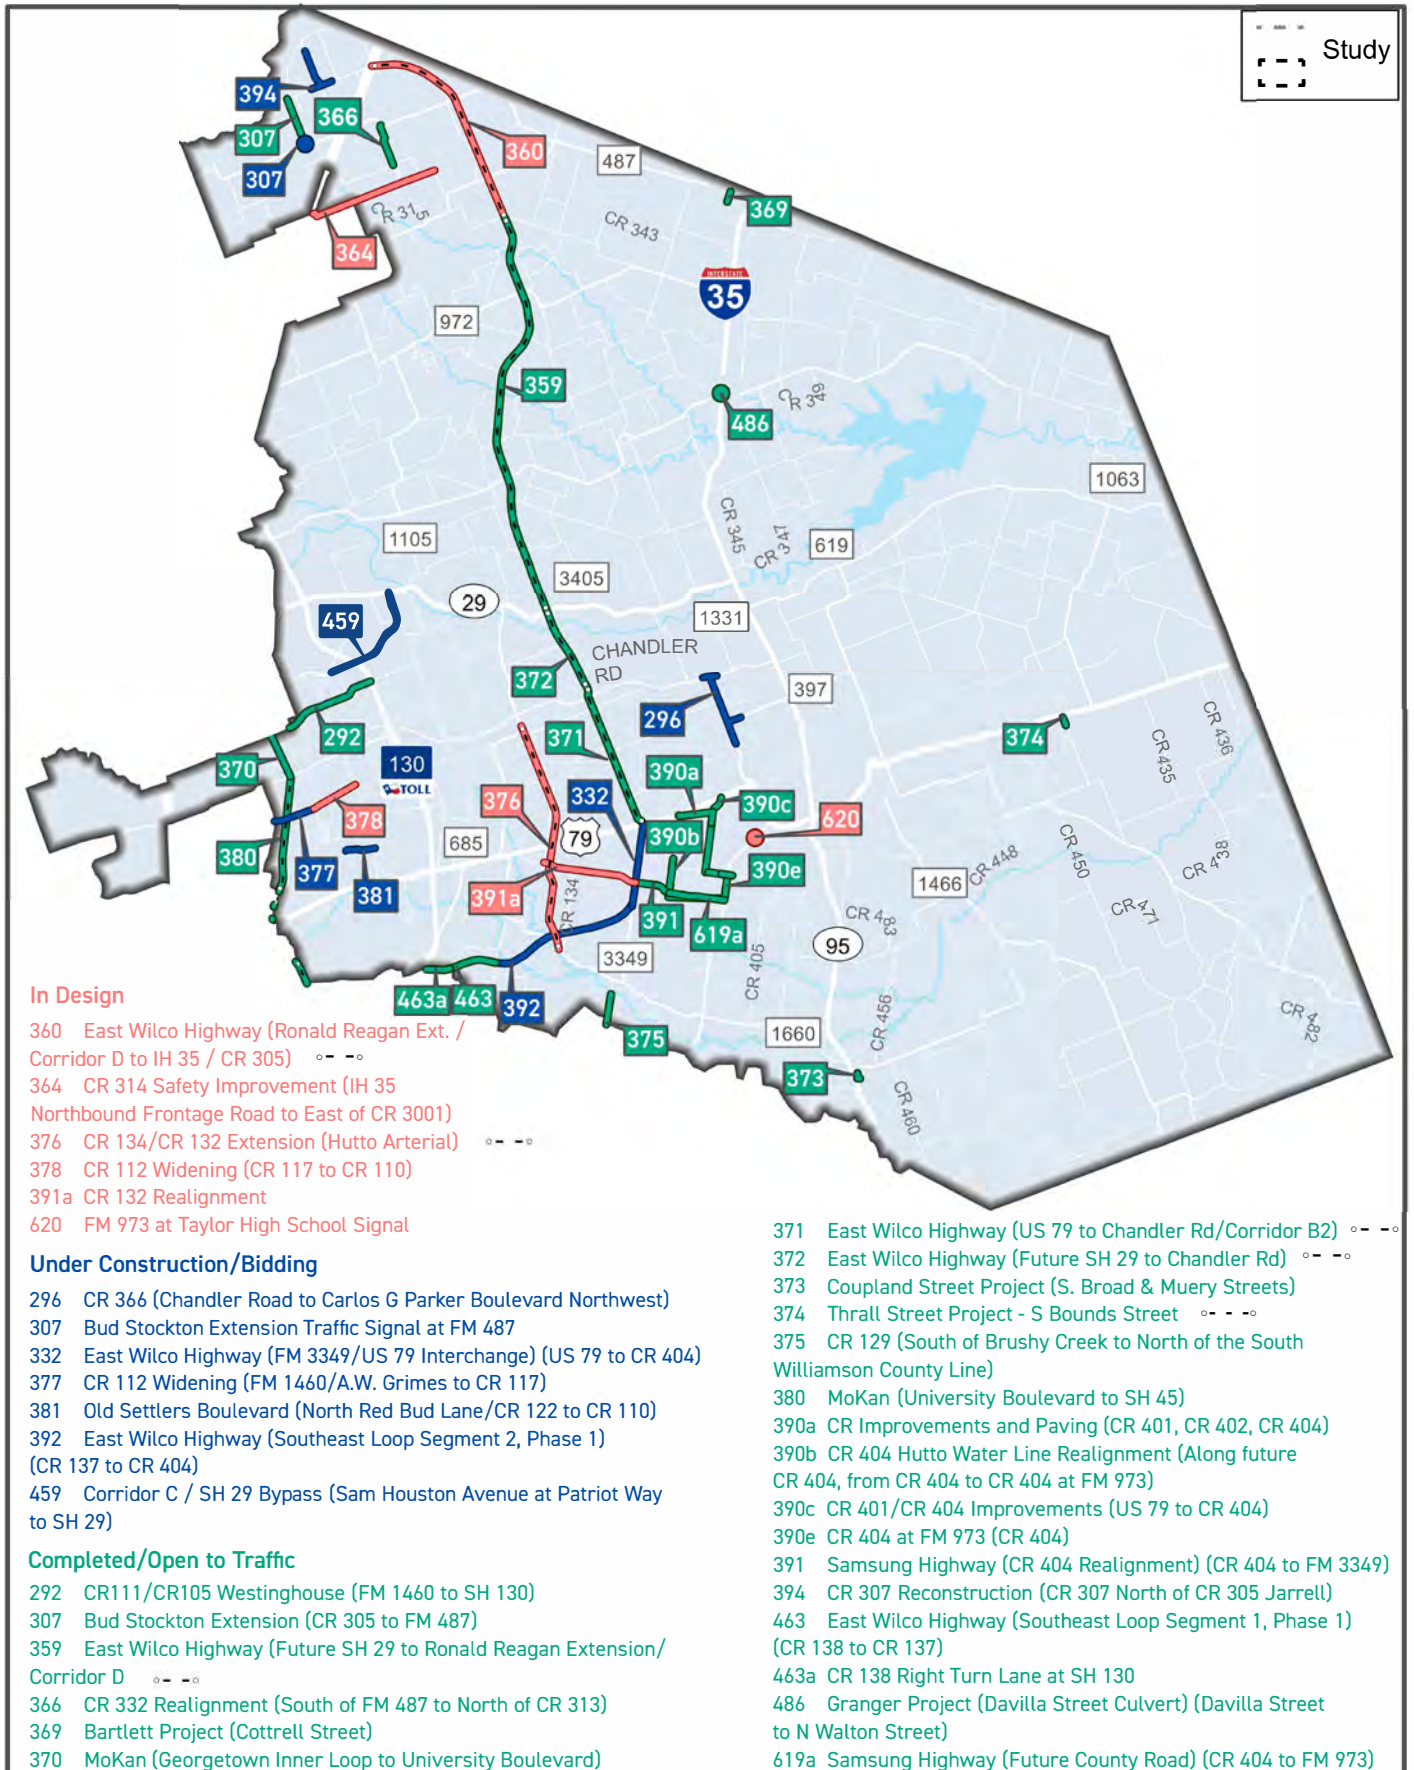 Study
394
307
366
307
360
487
369
364
CR 315
CR 343
INTERSTATE
35
972
359
486
CR 349
1063
1105
CR 345
CR 347
619
3405
29
459
1331
CHANDLER
RD
372
397
296
CR 436
292
371
374
CR 435
370
130
TOLL
390a
376
332
390c
378
79
390b
620
380
685
377
CR 450
CR 438
381
390e
1466
CR 448
391a
CR 134
391
619a
CR 483
CR 471
95
3349
CR 405
463a
463
392
375
1660
CR 456
CR 482
373
CR 460
In Design
360 East Wilco Highway (Ronald Reagan Ext. /
Corridor D to IH 35 / CR 305)
364 CR 314 Safety Improvement (IH 35
Northbound Frontage Road to East of CR 3001)
376 CR 134/CR 132 Extension (Hutto Arterial)
378 CR 112 Widening (CR 117 to CR 110)
391a CR 132 Realignment
620 FM 973 at Taylor High School Signal
Under Construction/Bidding
296 CR 366 (Chandler Road to Carlos G Parker Boulevard Northwest)
307 Bud Stockton Extension Traffic Signal at FM 487
332 East Wilco Highway (FM 3349/US 79 Interchange) (US 79 to CR 404)
377 CR 112 Widening (FM 1460/A.W. Grimes to CR 117)
381 Old Settlers Boulevard (North Red Bud Lane/CR 122 to CR 110)
392 East Wilco Highway (Southeast Loop Segment 2, Phase 1)
(CR 137 to CR 404)
459 Corridor C / SH 29 Bypass (Sam Houston Avenue at Patriot Way
to SH 29)
Completed/Open to Traffic
292 CR111/CR105 Westinghouse (FM 1460 to SH 130)
307 Bud Stockton Extension (CR 305 to FM 487)
359 East Wilco Highway (Future SH 29 to Ronald Reagan Extension/
Corridor D
366 CR 332 Realignment (South of FM 487 to North of CR 313)
369 Bartlett Project (Cottrell Street)
370 MoKan (Georgetown Inner Loop to University Boulevard)
371 East Wilco Highway (US 79 to Chandler Rd/Corridor B2)
372 East Wilco Highway (Future SH 29 to Chandler Rd)
373 Coupland Street Project (S. Broad & Muery Streets)
374 Thrall Street Project - S Bounds Street
375 CR 129 (South of Brushy Creek to North of the South
Williamson County Line)
380 MoKan (University Boulevard to SH 45)
390a CR Improvements and Paving (CR 401, CR 402, CR 404)
390b CR 404 Hutto Water Line Realignment (Along future
CR 404, from CR 404 to CR 404 at FM 973)
390c CR 401/CR 404 Improvements (US 79 to CR 404)
390e CR 404 at FM 973 (CR 404)
391 Samsung Highway (CR 404 Realignment) (CR 404 to FM 3349)
394 CR 307 Reconstruction (CR 307 North of CR 305 Jarrell)
463 East Wilco Highway (Southeast Loop Segment 1, Phase 1)
(CR 138 to CR 137)
463a CR 138 Right Turn Lane at SH 130
486 Granger Project (Davilla Street Culvert) (Davilla Street
to N Walton Street)
619a Samsung Highway (Future County Road) (CR 404 to FM 973)